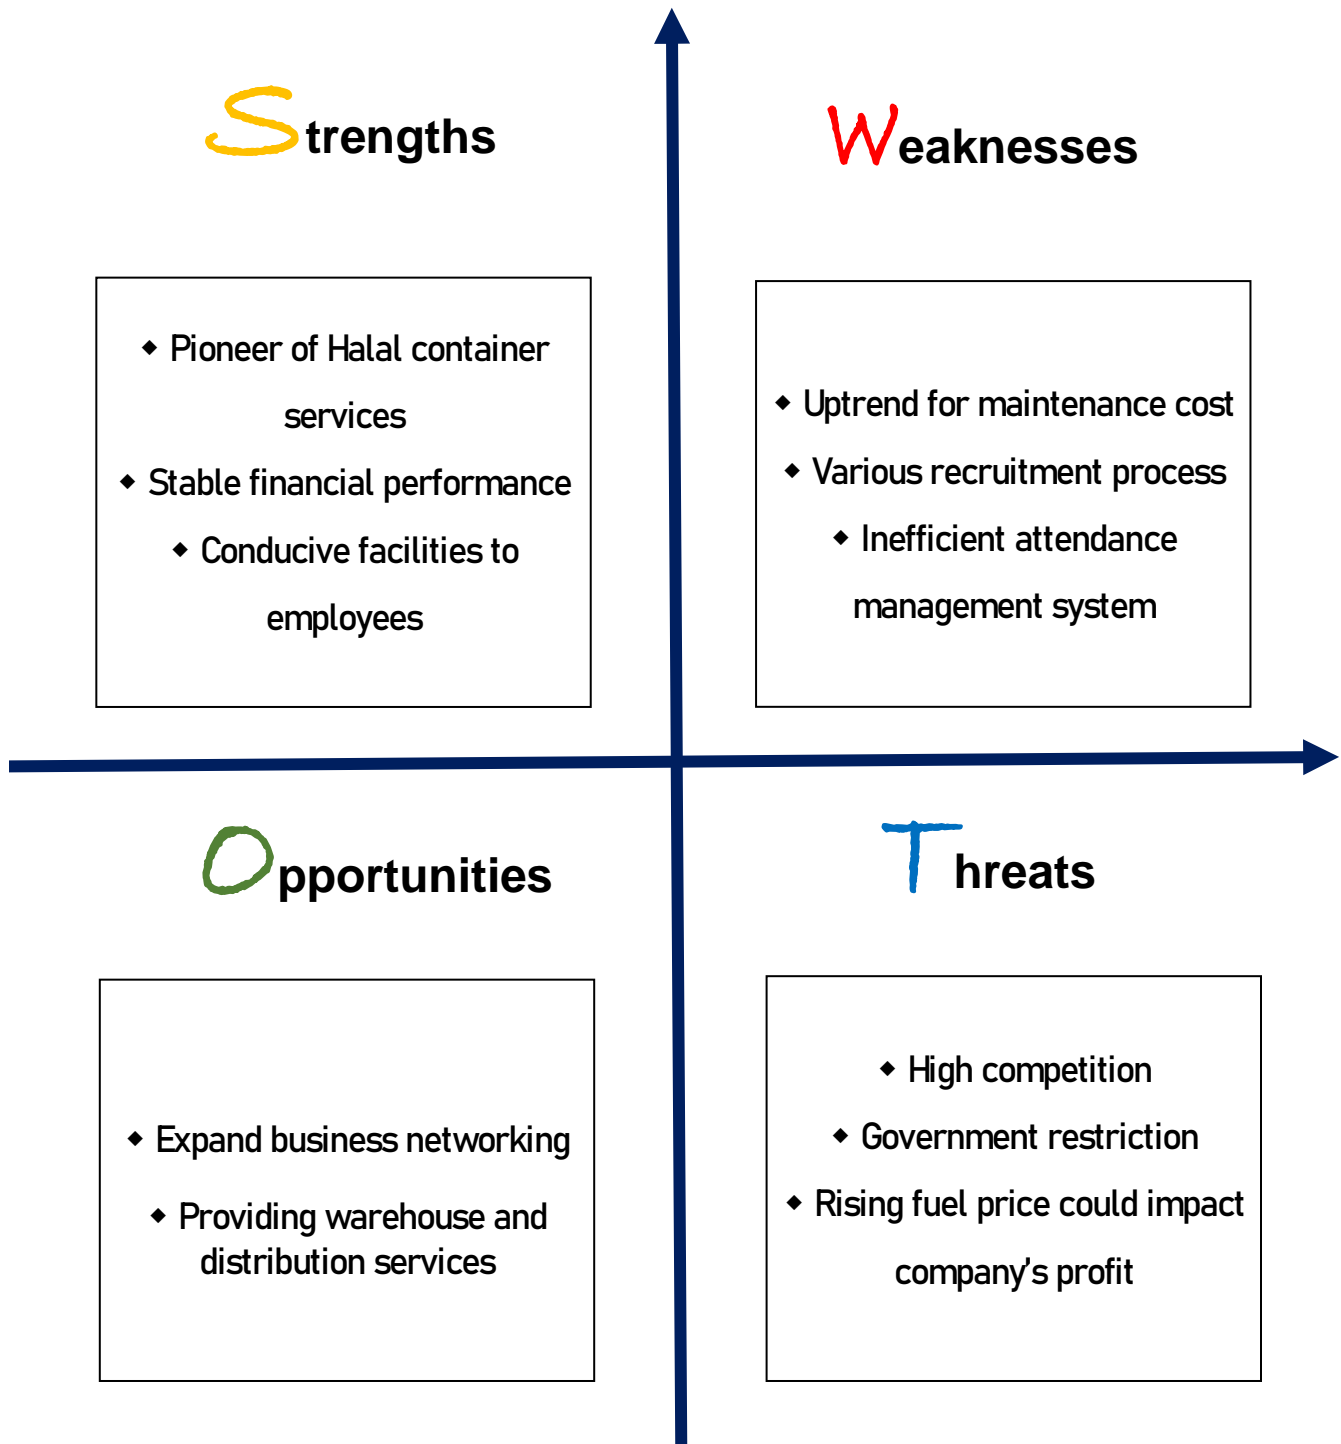 Strengths
◆ Pioneer of Halal container
services
◆ Stable financial performance
◆ Conducive facilities to
employees
Weaknesses
◆ Uptrend for maintenance cost
◆ Various recruitment process
◆ Inefficient attendance
management system
Opportunities
◆ Expand business networking
◆ Providing warehouse and
distribution services
Threats
◆ High competition
◆ Government restriction
◆ Rising fuel price could impact
company's profit